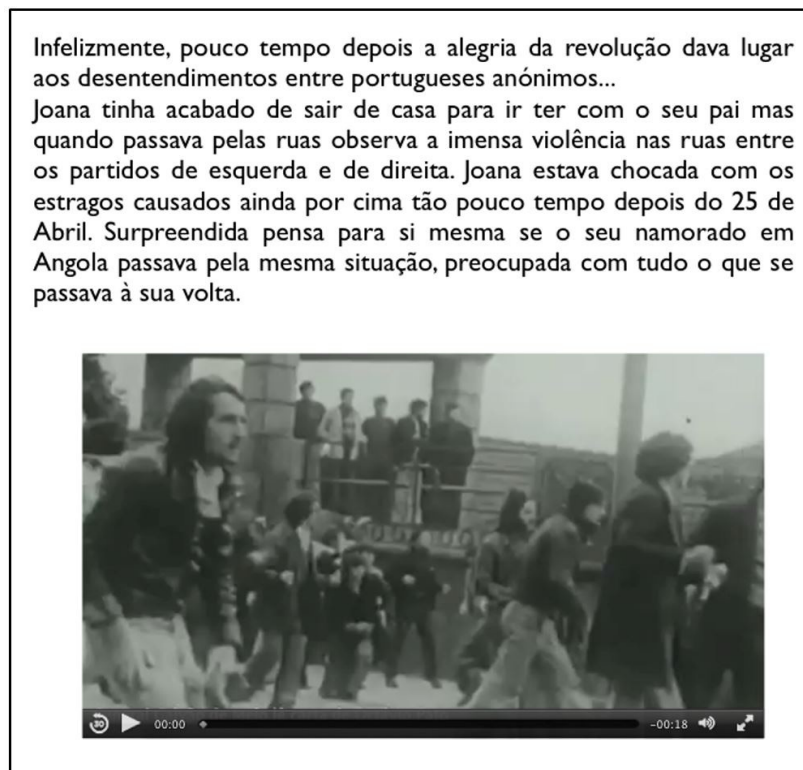 Infelizmente, pouco tempo depois a alegria da revolução dava lugar
aos desentendimentos entre portugueses anónimos...
Joana tinha acabado de sair de casa para ir ter com o seu pai mas
quando passava pelas ruas observa a imensa violência nas ruas entre
os partidos de esquerda e de direita. Joana estava chocada com os
estragos causados ainda por cima tão pouco tempo depois do 25 de
Abril. Surpreendida pensa para si mesma se o seu namorado em
Angola passava pela mesma situação, preocupada com tudo o que se
passava à sua volta.
30 00:00 -00:18